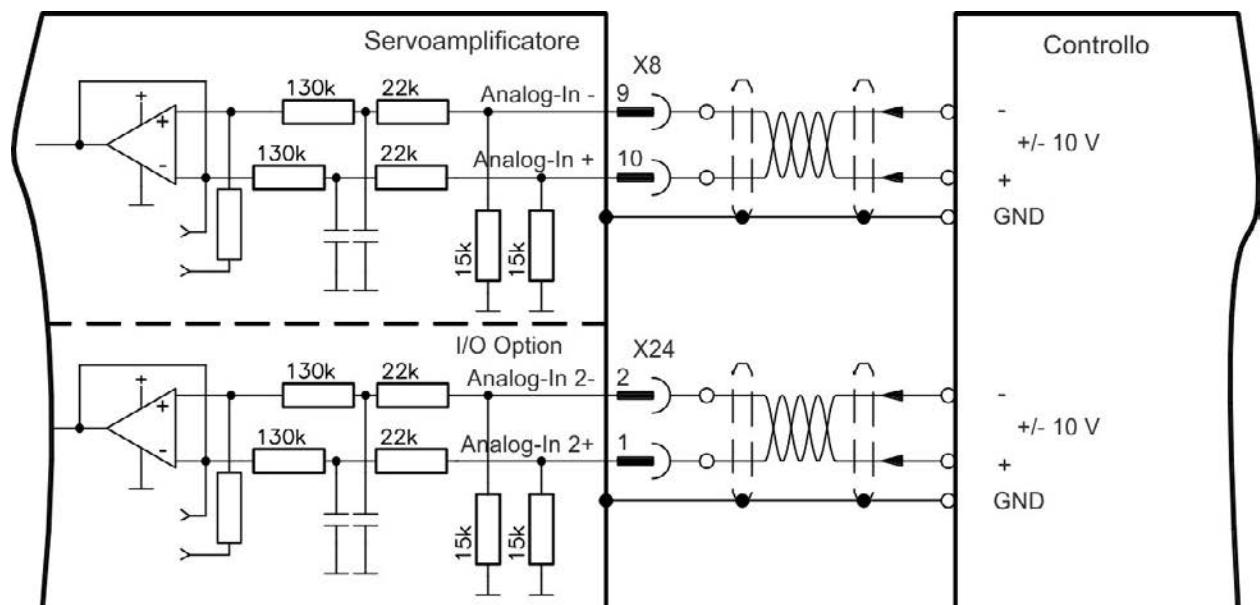 Servoamplificatore
Controllo
X8
130k
22k
Analog-In -
9
-
+
-
+
+/- 10 V
130k
22k
Analog-In +
10
+
GND
15k
15k
I/O Option
X24
130k
22k
Analog-In 2-
2
-
+
-
+
+/- 10 V
130k
22k
Analog-In 2+
1
+
GND
15k
15k